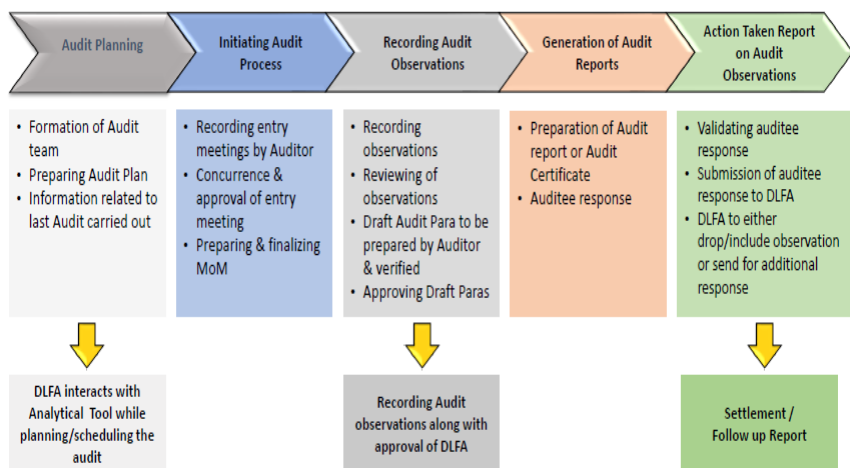 Audit Planning
Initiating Audit
Process
Recording Audit
Observations
Generation of Audit
Reports
Action Taken Report
on Audit
Observations
• Formation of Audit
team
• Preparing Audit Plan
• Information related to
last Audit carried out
• Recording entry
meetings by Auditor
• Concurrence &
approval of entry
meeting
• Preparing & finalizing
MoM
• Recording
observations
• Reviewing of
observations
• Draft Audit Para to be
prepared by Auditor
& verified
• Approving Draft Paras
• Preparation of Audit
report or Audit
Certificate
• Auditee response
• Validating auditee
response
• Submission of auditee
response to DLFA
• DLFA to either
drop/include observation
or send for additional
response
DLFA interacts with
Analytical Tool while
planning/scheduling the
audit
Recording Audit
observations along with
approval of DLFA
Settlement /
Follow up Report